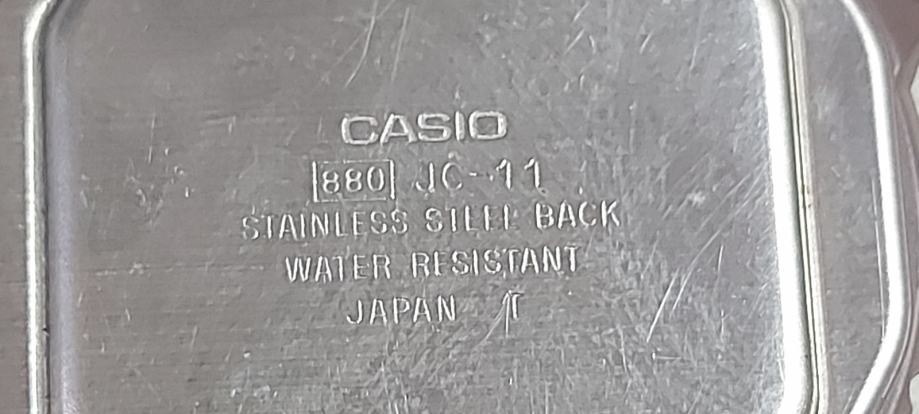 CASIO
880 JC-11
STAINLESS STEEL BACK
WATER RESISTANT
JAPAN T